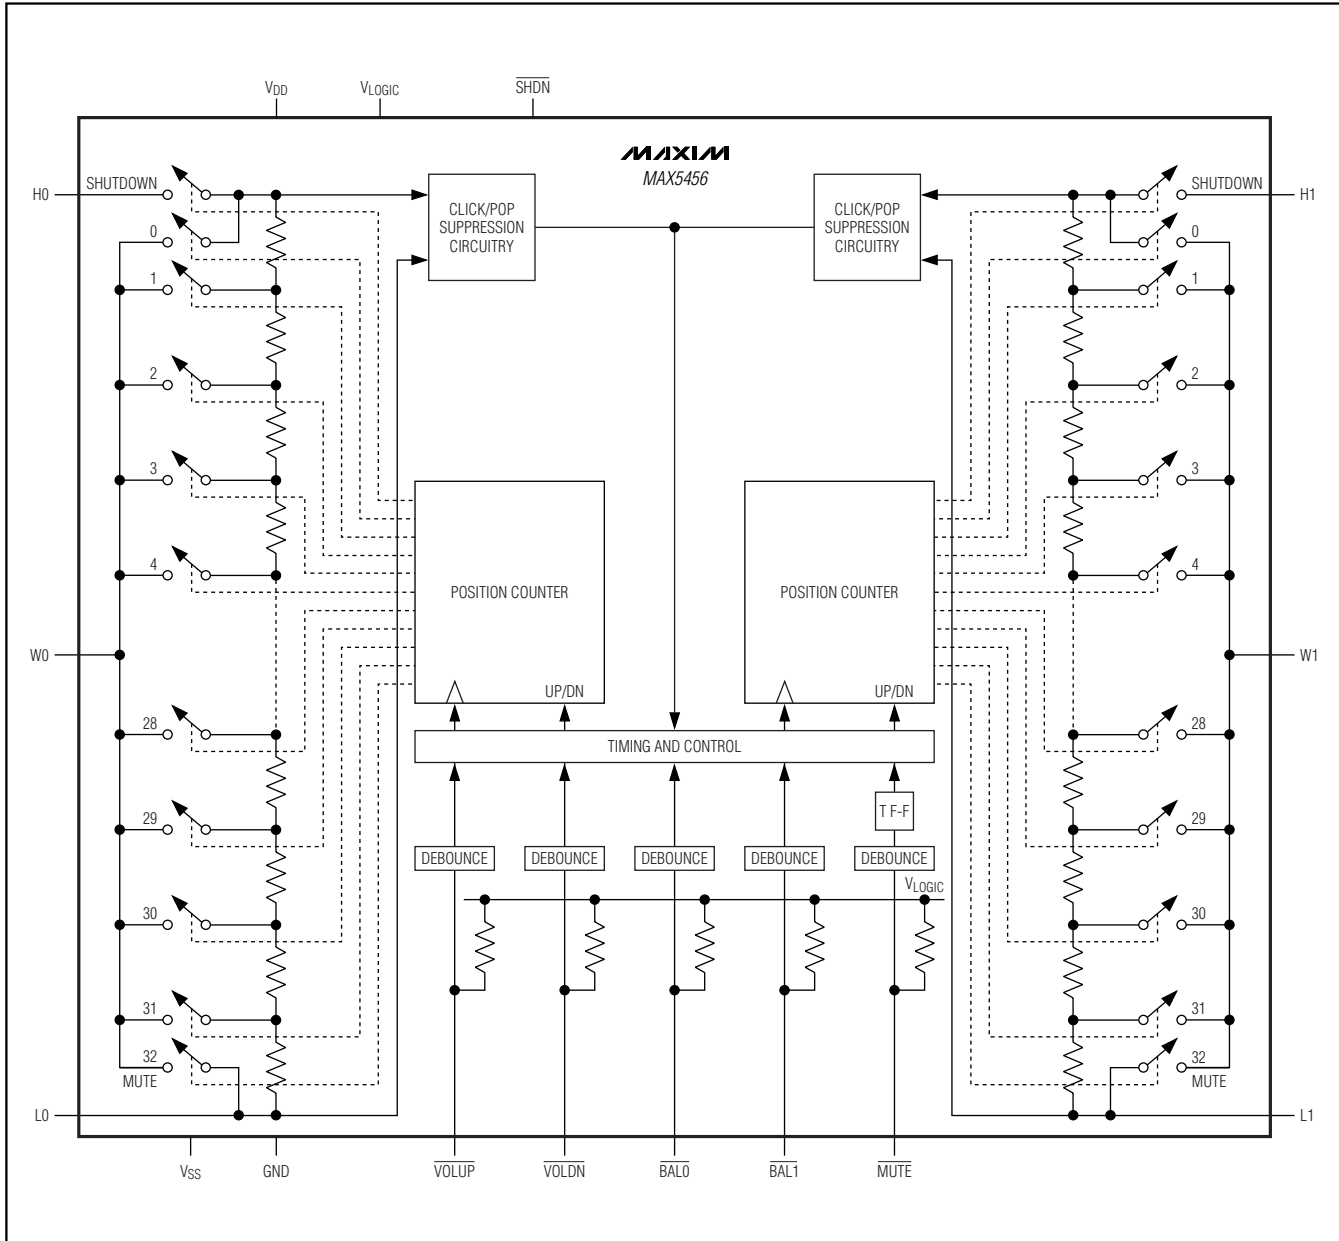 VDD VLOGIC SHDN
MAXIM
MAX5456
H0 SHUTDOWN SHUTDOWN H1
CLICK/POP
SUPPRESSION
CIRCUITRY
CLICK/POP
SUPPRESSION
CIRCUITRY
0 0
1 1
2 2
3 3
4 4
POSITION COUNTER POSITION COUNTER
W0 W1
UP/DN UP/DN
28 28
TIMING AND CONTROL
29 29
T F-F
DEBOUNCE DEBOUNCE DEBOUNCE DEBOUNCE DEBOUNCE
VLOGIC
30 30
31 31
32 32
MUTE MUTE
L0 L1
VSS GND VOLUP VOLDN BAL0 BAL1 MUTE